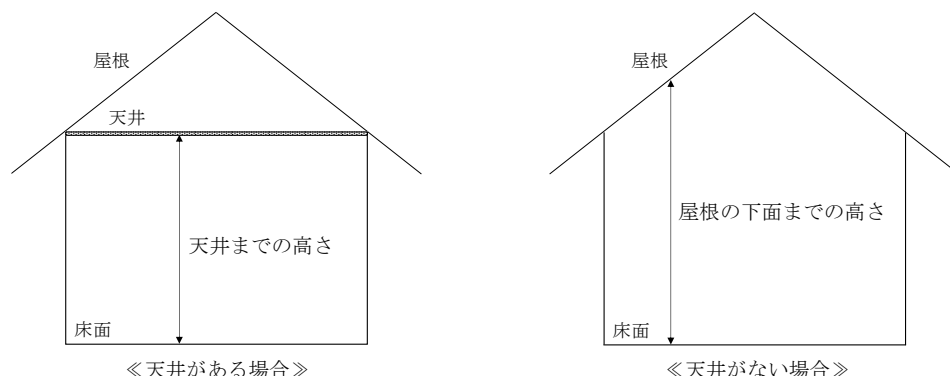 屋根
天井
天井までの高さ
床面
≪天井がある場合≫
屋根
屋根の下面までの高さ
床面
≪天井がない場合≫